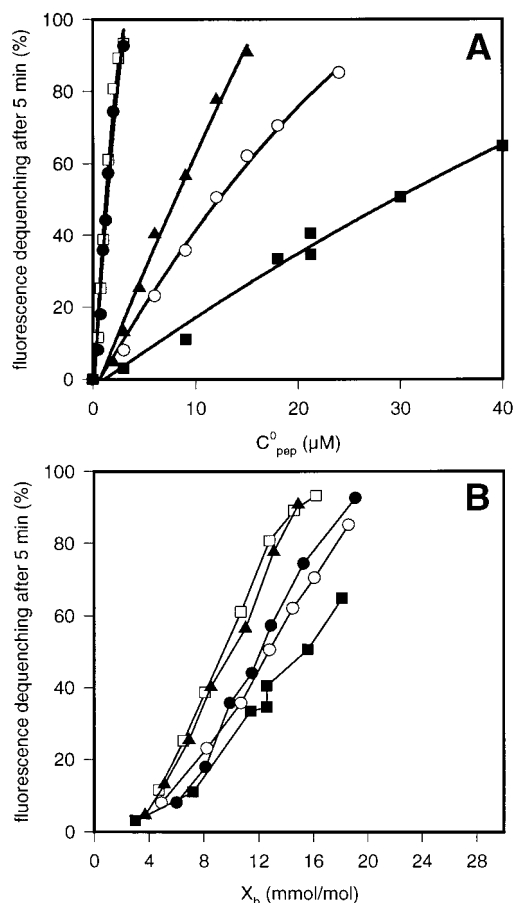 A
fluorescence dequenching after 5 min (%)
100
80
60
40
20
0
0 10 20 30 40
C⁰pep (µM)
B
fluorescence dequenching after 5 min (%)
100
80
60
40
20
0
0 4 8 12 16 20 24 28
Xb (mmol/mol)